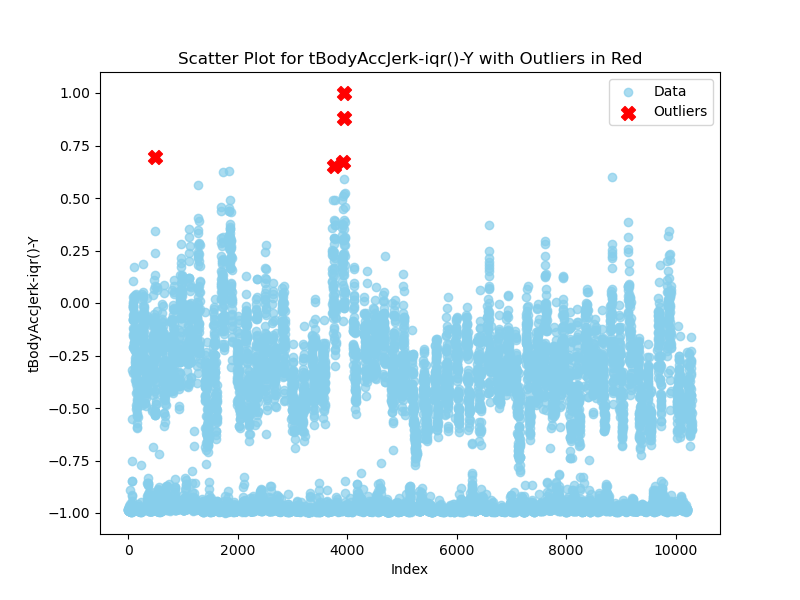 Scatter Plot for tBodyAccJerk-iqr()-Y with Outliers in Red
Data
Outliers
1.00
0.75
0.50
0.25
0.00
−0.25
−0.50
−0.75
−1.00
tBodyAccJerk-iqr()-Y
0 2000 4000 6000 8000 10000
Index